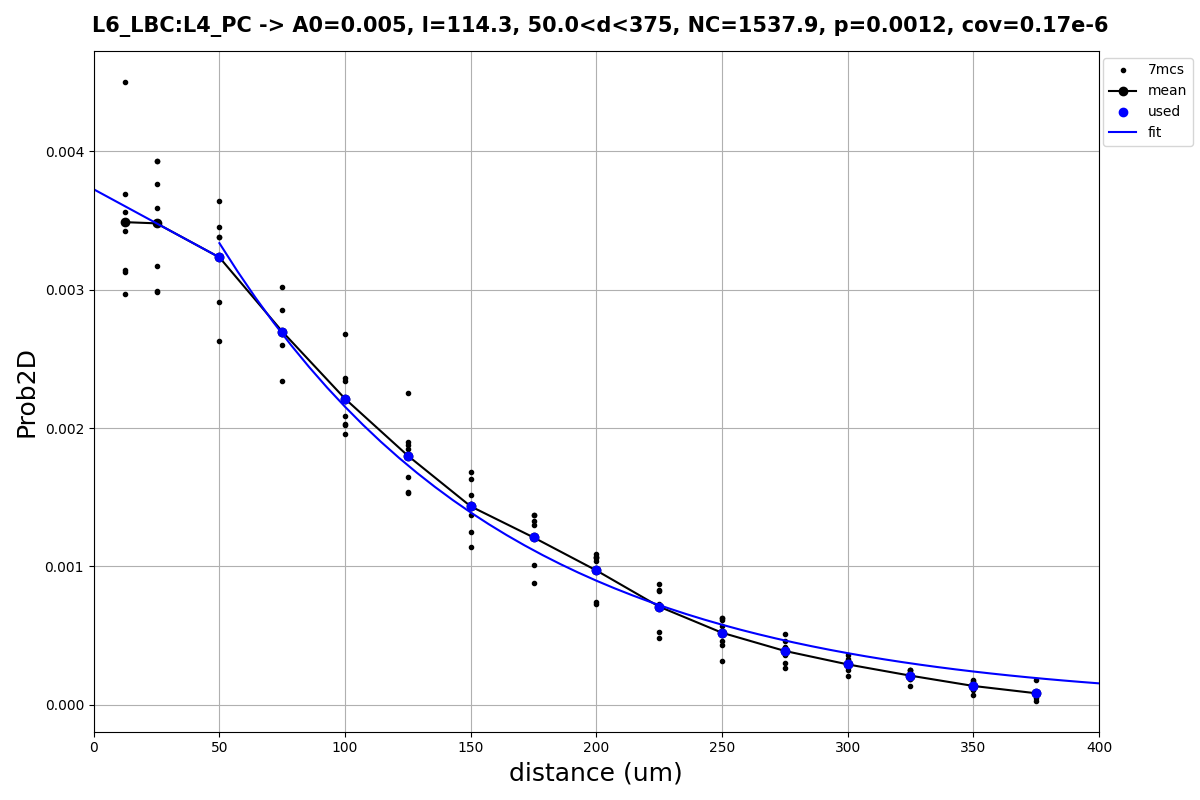 L6_LBC:L4_PC -> A0=0.005, l=114.3, 50.0<d<375, NC=1537.9, p=0.0012, cov=0.17e-6
7mcs
mean
used
fit
Prob2D
0.004
0.003
0.002
0.001
0.000
0 50 100 150 200 250 300 350 400
distance (um)